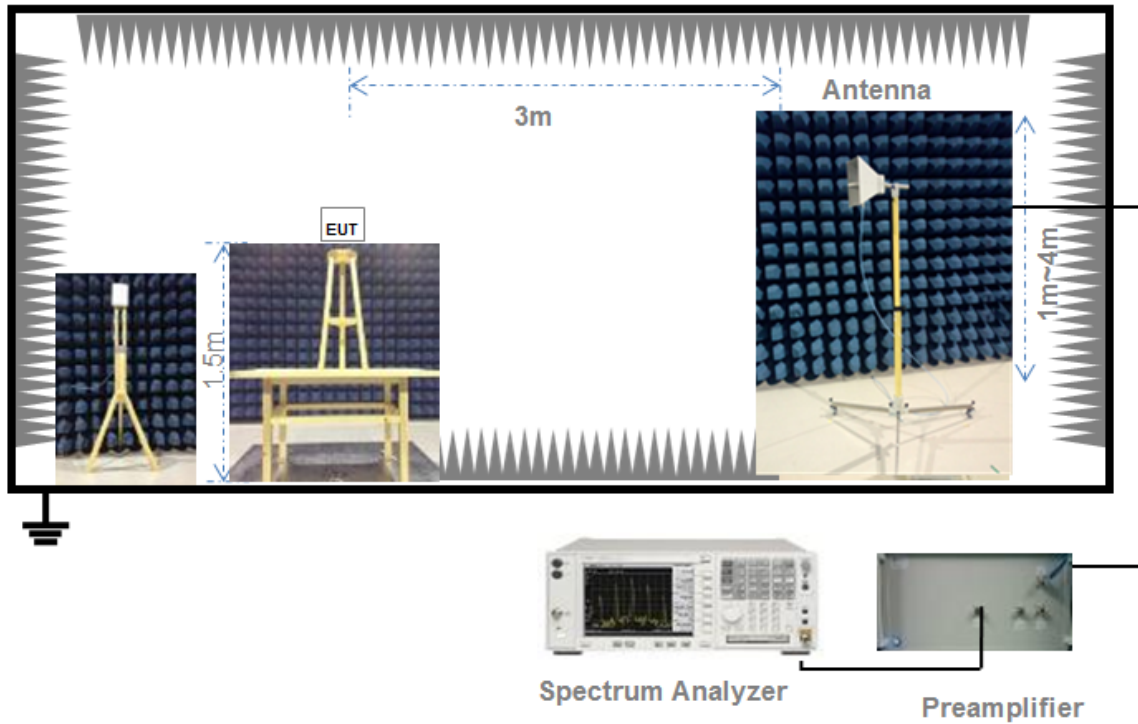 Antenna
3m
EUT
1.5m
1m~4m
Spectrum Analyzer
Preamplifier